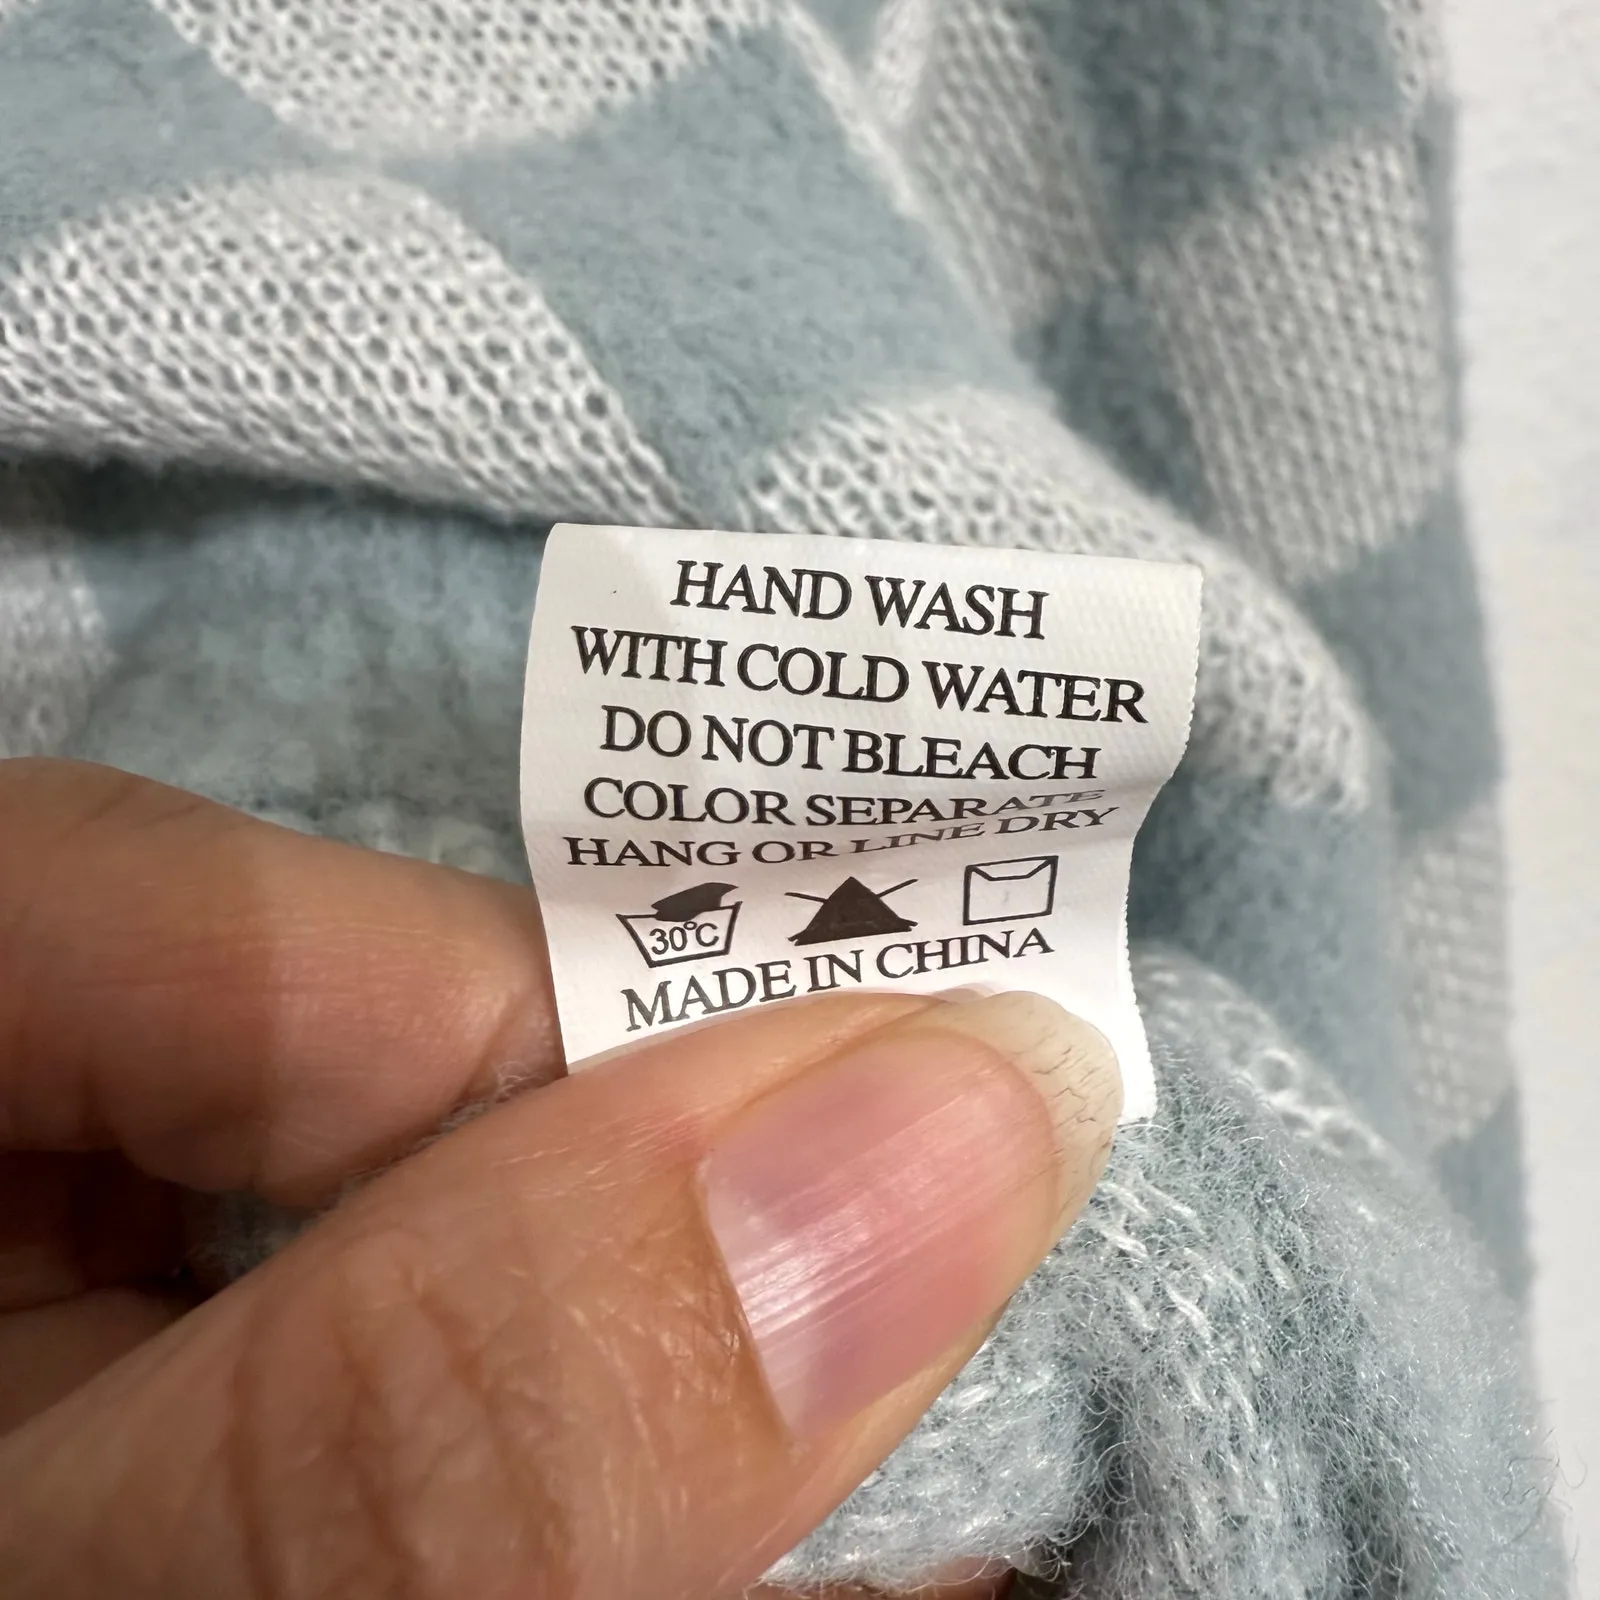 HAND WASH
WITH COLD WATER
DO NOT BLEACH
COLOR SEPARATE
HANG OR LINE DRY
30°C
MADE IN CHINA